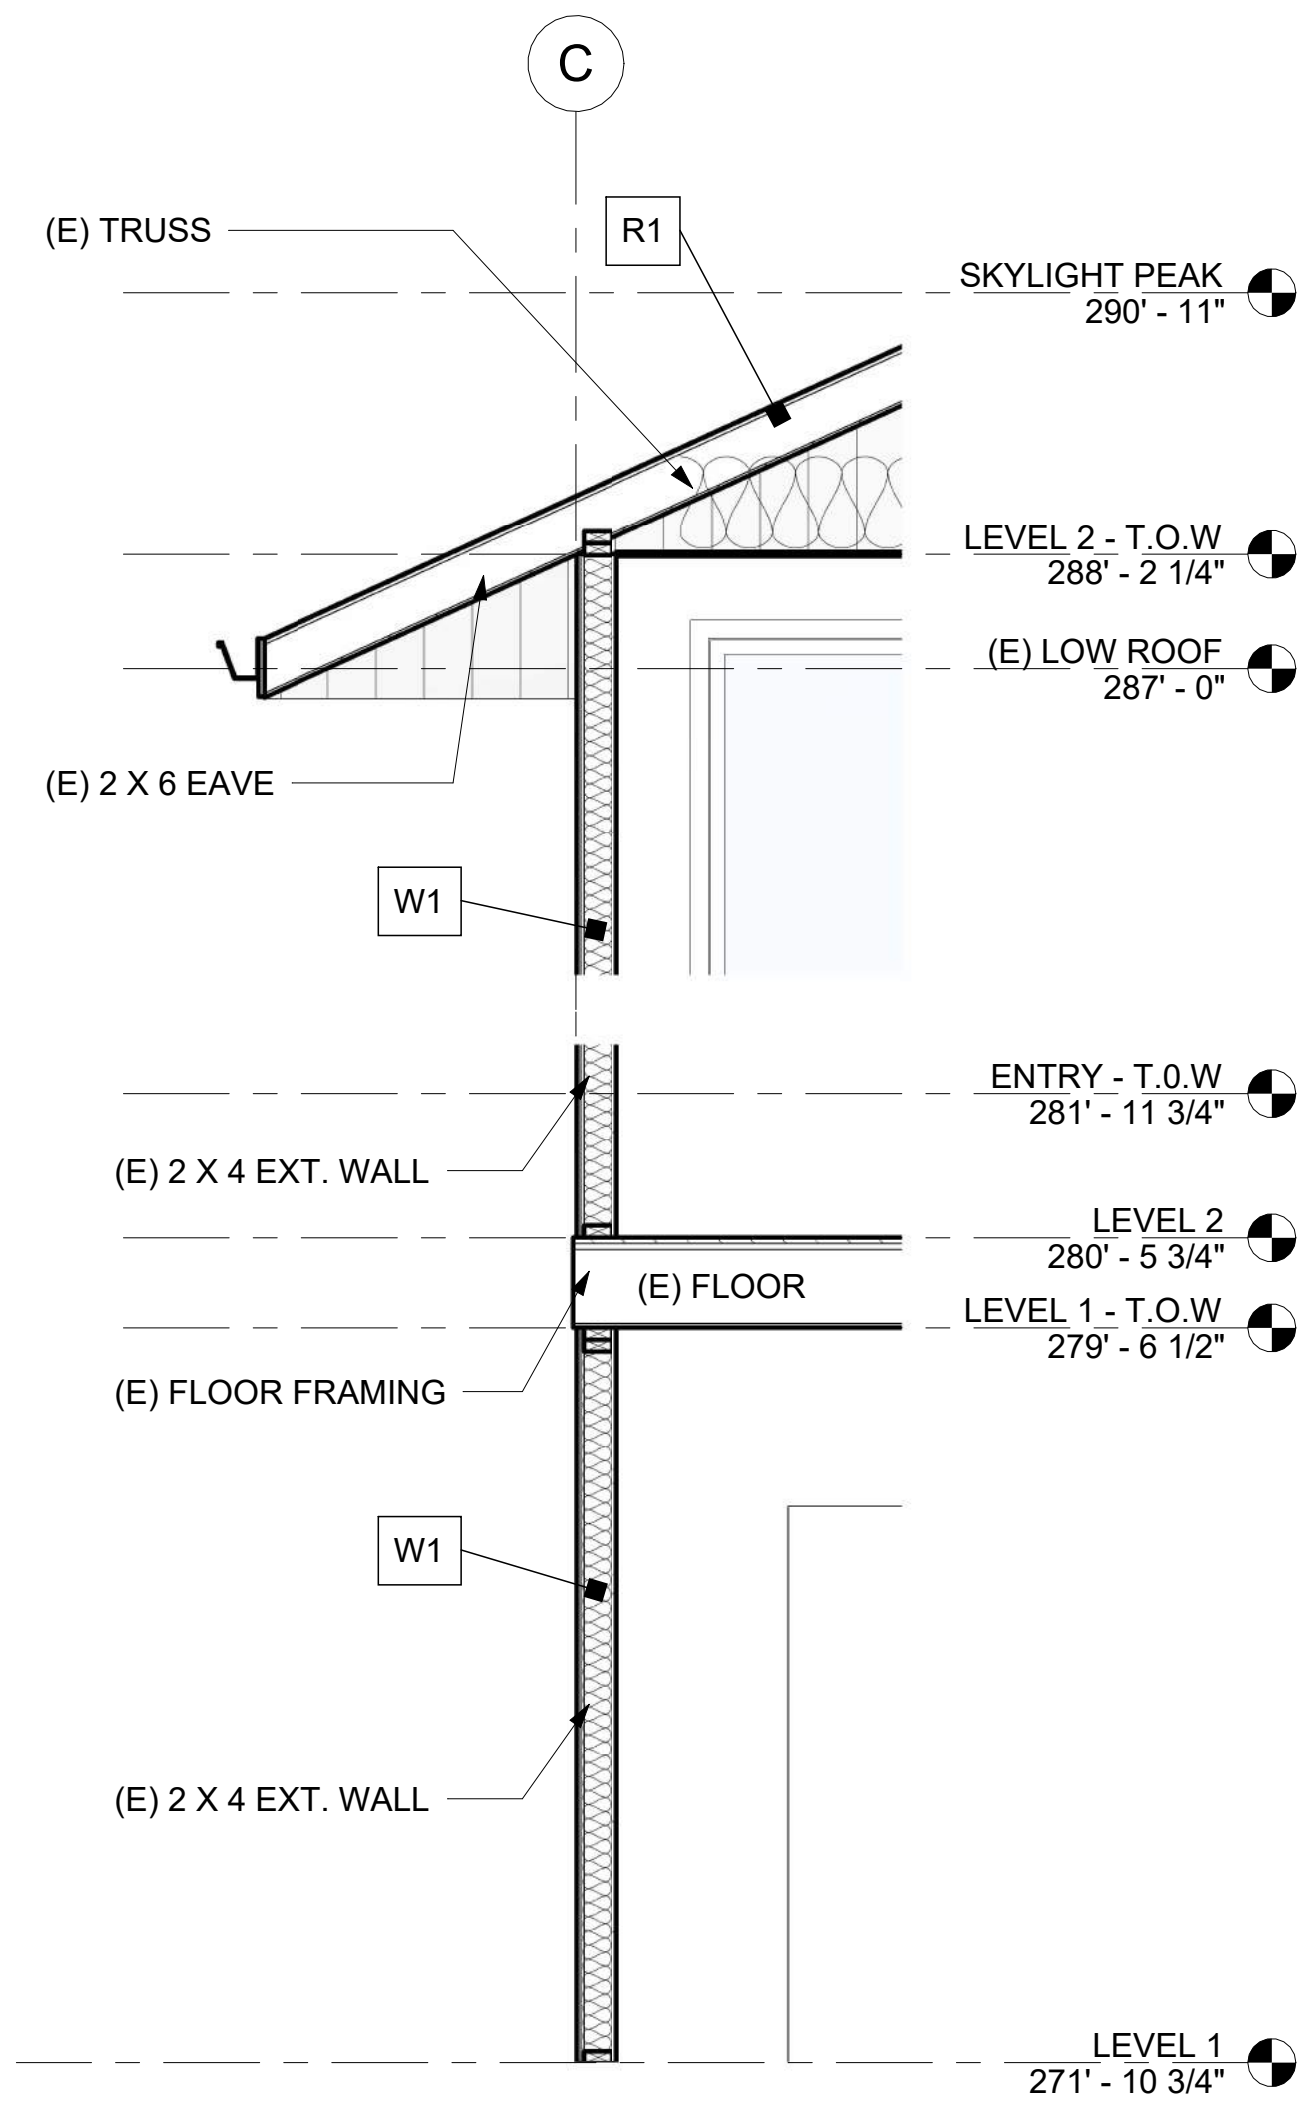 C
(E) TRUSS
R1
SKYLIGHT PEAK
290' - 11"
LEVEL 2 - T.O.W
288' - 2 1/4"
(E) LOW ROOF
287' - 0"
(E) 2 X 6 EAVE
W1
ENTRY - T.0.W
281' - 11 3/4"
(E) 2 X 4 EXT. WALL
LEVEL 2
280' - 5 3/4"
(E) FLOOR
LEVEL 1 - T.O.W
279' - 6 1/2"
(E) FLOOR FRAMING
W1
(E) 2 X 4 EXT. WALL
LEVEL 1
271' - 10 3/4"